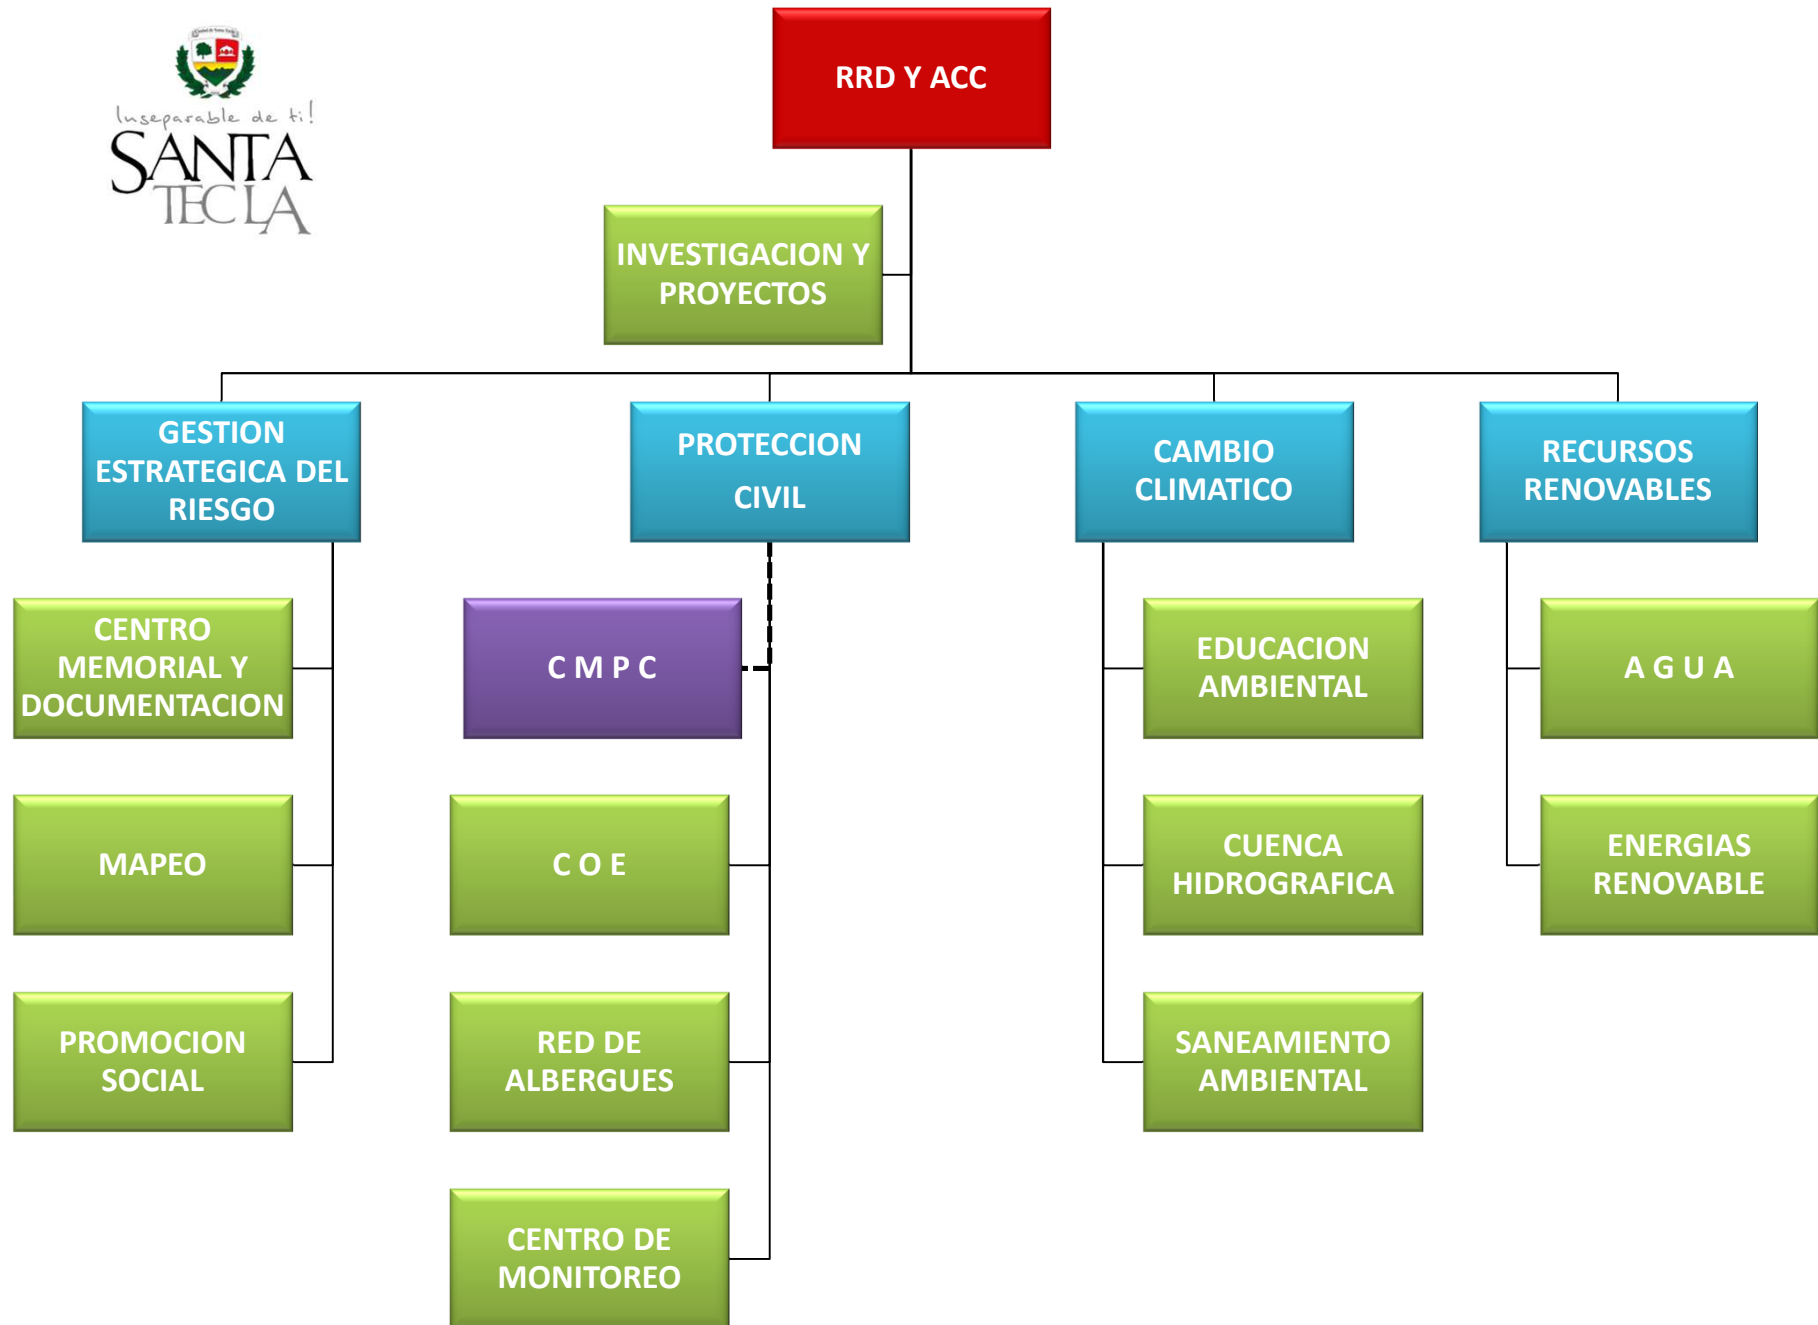 Inseparable de ti!
SANTA
TECLA
RRD Y ACC
INVESTIGACION Y
PROYECTOS
GESTION
ESTRATEGICA DEL
RIESGO
PROTECCION
CIVIL
CAMBIO
CLIMATICO
RECURSOS
RENOVABLES
CENTRO
MEMORIAL Y
DOCUMENTACION
C M P C
EDUCACION
AMBIENTAL
A G U A
MAPEO
C O E
CUENCA
HIDROGRAFICA
ENERGIAS
RENOVABLE
PROMOCION
SOCIAL
RED DE
ALBERGUES
SANEAMIENTO
AMBIENTAL
CENTRO DE
MONITOREO